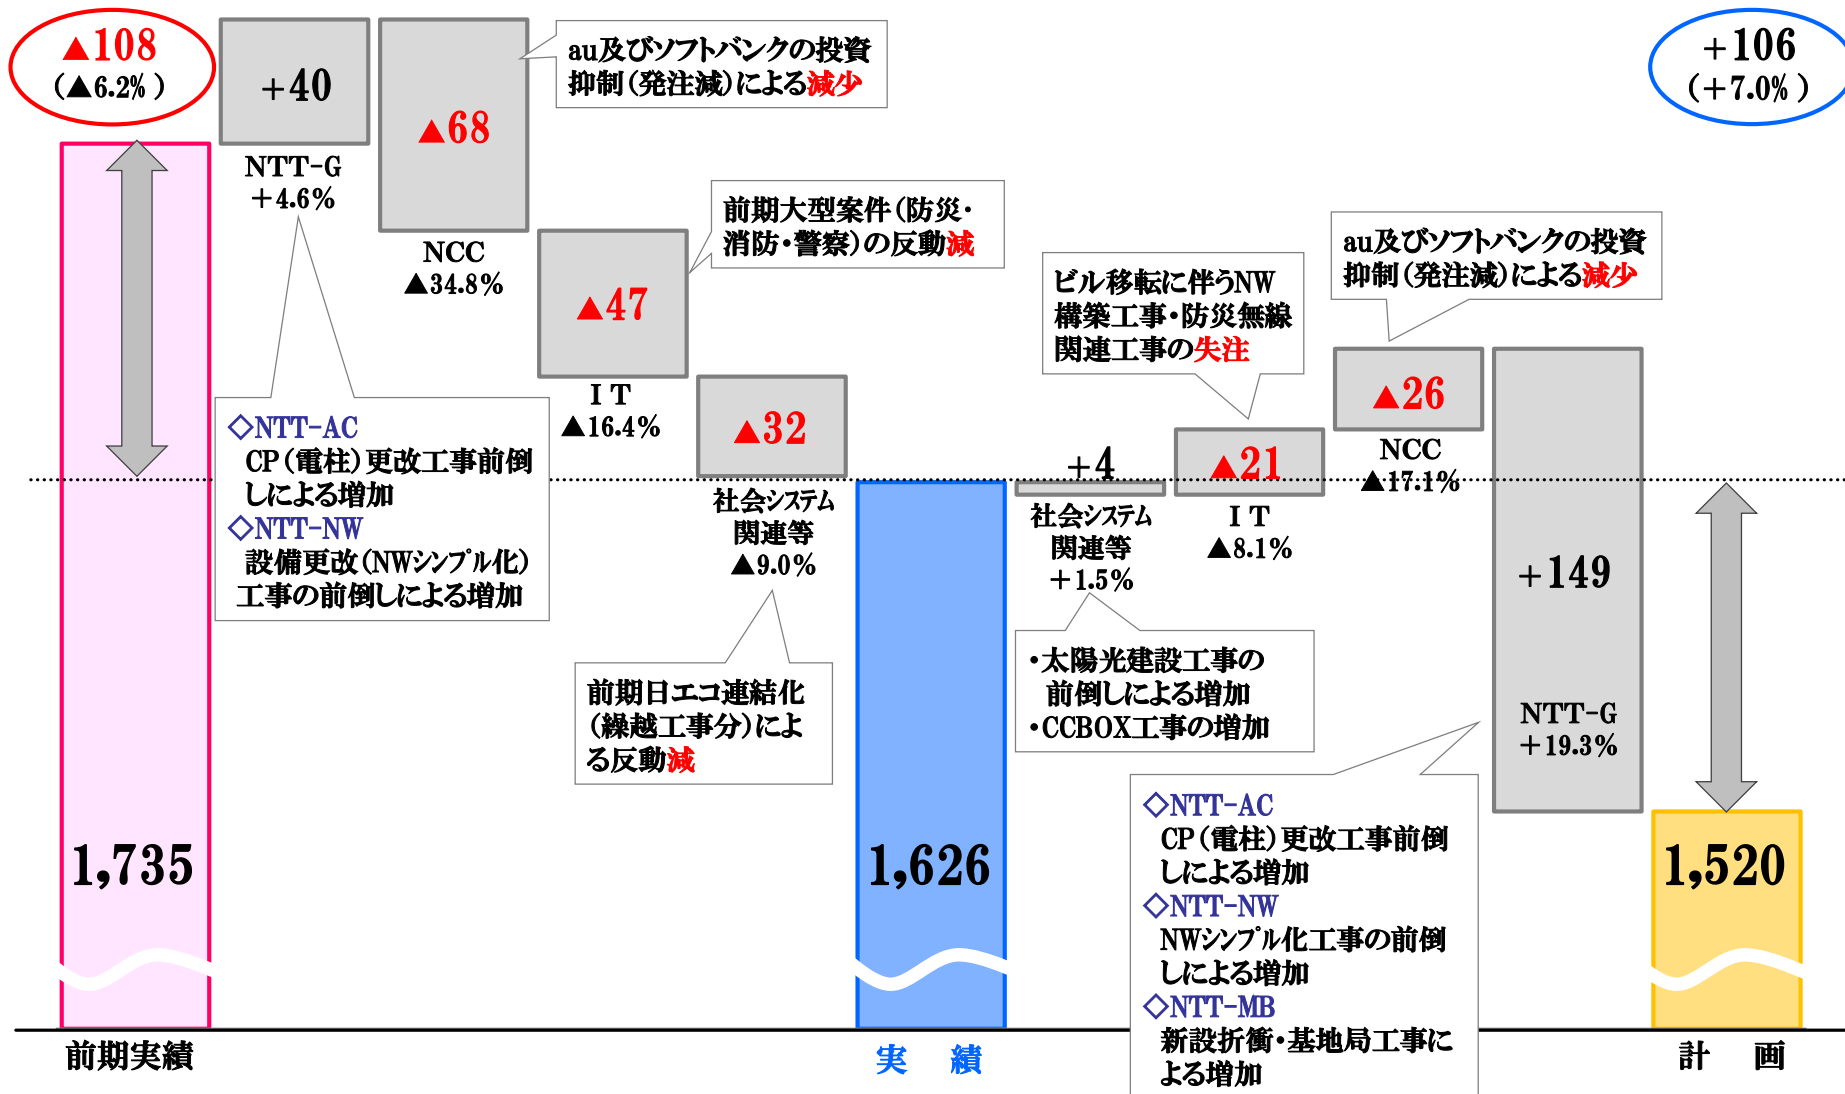 ▲108
(▲6.2%)
+40
NTT-G
+4.6%
◇NTT-AC
CP(電柱)更改工事前倒
しによる増加
◇NTT-NW
設備更改(NWシンプル化)
工事の前倒しによる増加
▲68
NCC
▲34.8%
au及びソフトバンクの投資
抑制(発注減)による減少
▲47
IT
▲16.4%
前期大型案件(防災・
消防・警察)の反動減
▲32
社会システム
関連等
▲9.0%
前期日エコ連結化
(繰越工事分)によ
る反動減
+4
社会システム
関連等
+1.5%
・太陽光建設工事の
前倒しによる増加
・CCBOX工事の増加
▲21
IT
▲8.1%
ビル移転に伴うNW
構築工事・防災無線
関連工事の失注
▲26
NCC
▲17.1%
au及びソフトバンクの投資
抑制(発注減)による減少
+149
NTT-G
+19.3%
◇NTT-AC
CP(電柱)更改工事前倒
しによる増加
◇NTT-NW
NWシンプル化工事の前倒
しによる増加
◇NTT-MB
新設折衝・基地局工事に
よる増加
+106
(+7.0%)
1,735
1,626
1,520
前期実績
実 績
計 画